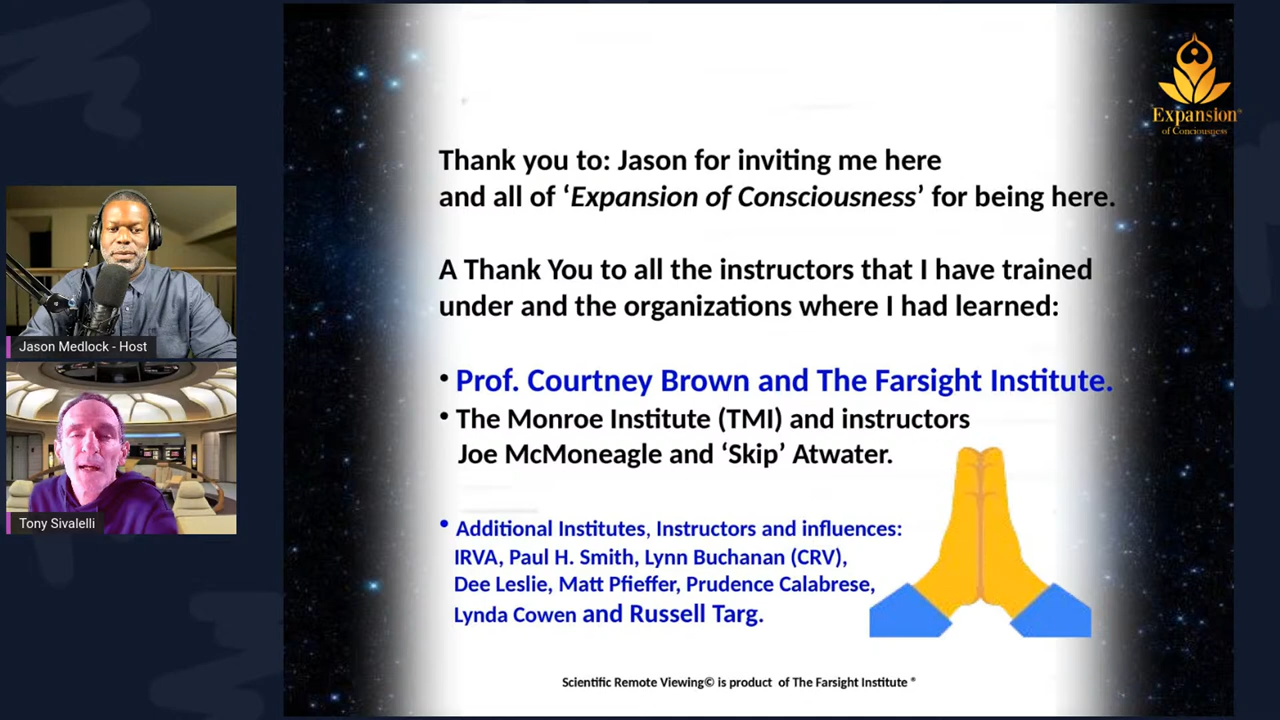 Expansion
of Conciousness
Thank you to: Jason for inviting me here
and all of ‘Expansion of Consciousness’ for being here.
A Thank You to all the instructors that I have trained
under and the organizations where I had learned:
• Prof. Courtney Brown and The Farsight Institute.
• The Monroe Institute (TMI) and instructors
Joe McMoneagle and ‘Skip’ Atwater.
• Additional Institutes, Instructors and influences:
IRVA, Paul H. Smith, Lynn Buchanan (CRV),
Dee Leslie, Matt Pfieffer, Prudence Calabrese,
Lynda Cowen and Russell Targ.
Scientific Remote Viewing© is product of The Farsight Institute ®
Jason Medlock - Host
Tony Sivalelli